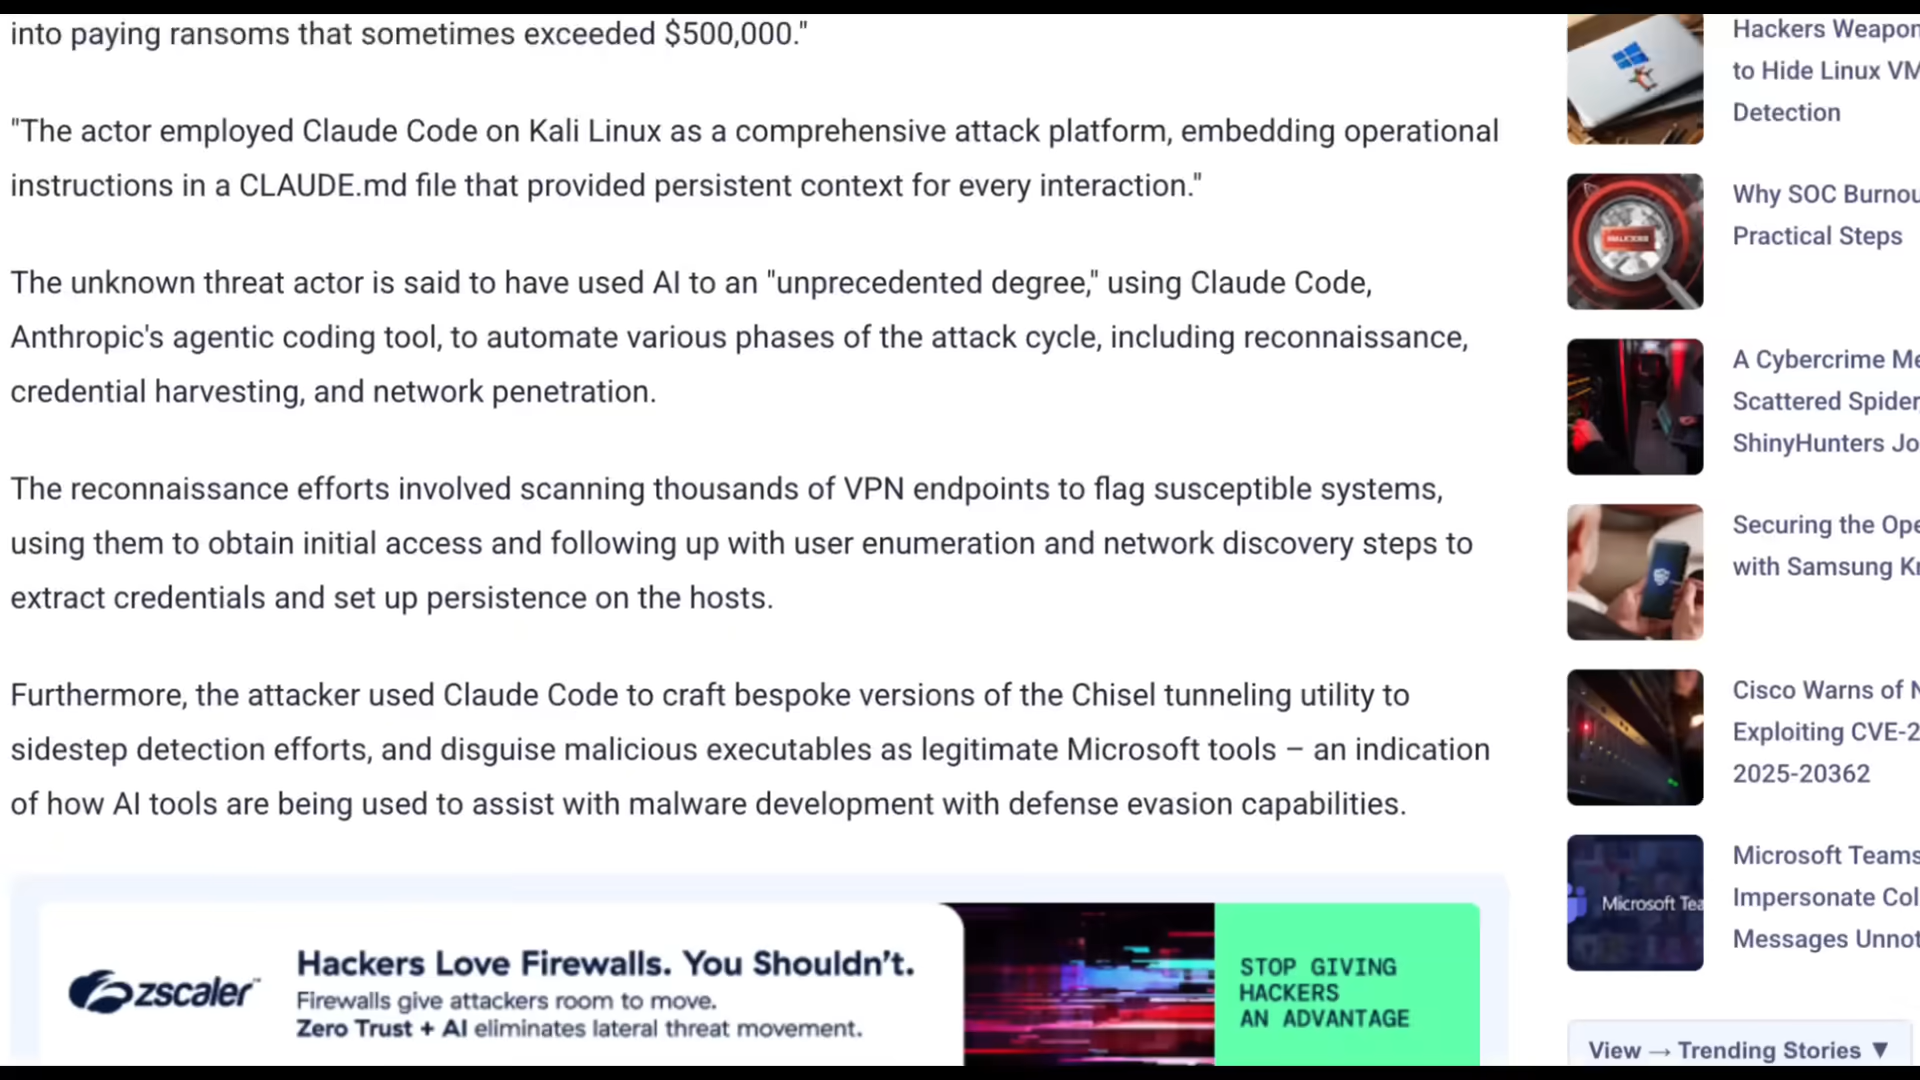 into paying ransoms that sometimes exceeded $500,000."
"The actor employed Claude Code on Kali Linux as a comprehensive attack platform, embedding operational
instructions in a CLAUDE.md file that provided persistent context for every interaction."
The unknown threat actor is said to have used AI to an "unprecedented degree," using Claude Code,
Anthropic's agentic coding tool, to automate various phases of the attack cycle, including reconnaissance,
credential harvesting, and network penetration.
The reconnaissance efforts involved scanning thousands of VPN endpoints to flag susceptible systems,
using them to obtain initial access and following up with user enumeration and network discovery steps to
extract credentials and set up persistence on the hosts.
Furthermore, the attacker used Claude Code to craft bespoke versions of the Chisel tunneling utility to
sidestep detection efforts, and disguise malicious executables as legitimate Microsoft tools – an indication
of how AI tools are being used to assist with malware development with defense evasion capabilities.
zscaler™
Hackers Love Firewalls. You Shouldn't.
Firewalls give attackers room to move.
Zero Trust + AI eliminates lateral threat movement.
STOP GIVING
HACKERS
AN ADVANTAGE
Hackers Weapon
to Hide Linux VM
Detection
Why SOC Burnou
Practical Steps
A Cybercrime Me
Scattered Spider,
ShinyHunters Jo
Securing the Ope
with Samsung Kn
Cisco Warns of N
Exploiting CVE-2
2025-20362
Microsoft Tea
Microsoft Teams
Impersonate Col
Messages Unnot
View → Trending Stories ▼